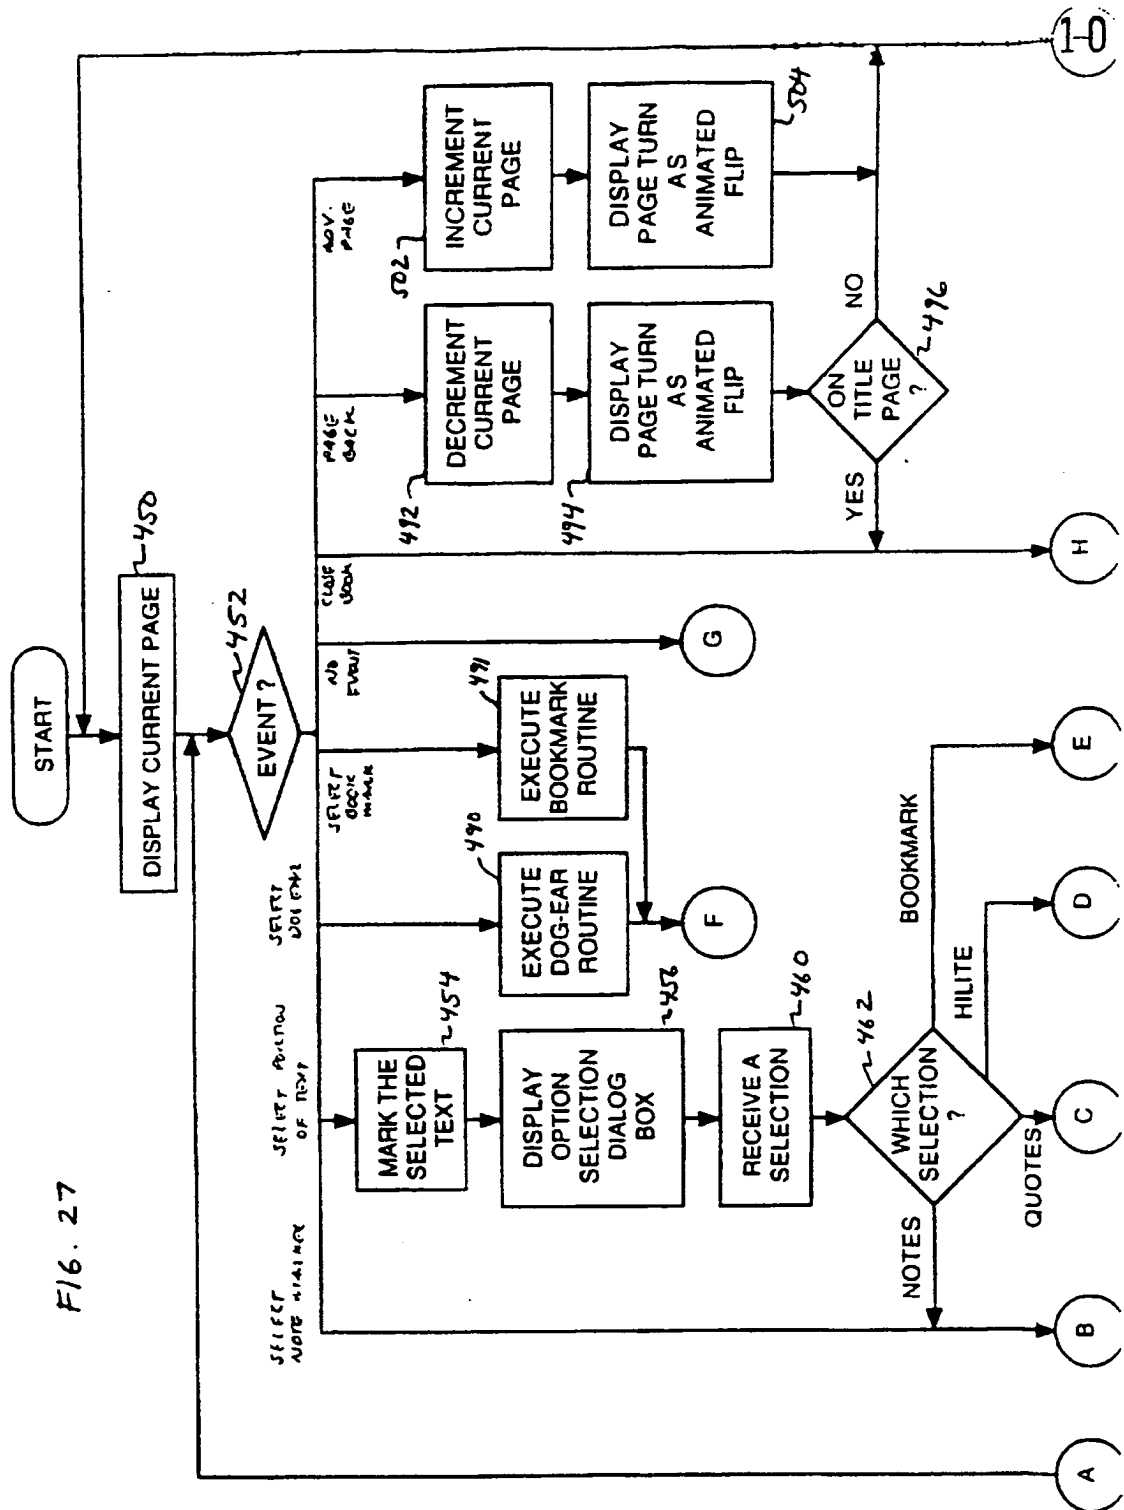 FIG. 27
START
DISPLAY CURRENT PAGE
450
EVENT ?
452
SELECT
NOTE MARKER
SELECT PORTION
OF TEXT
SELECT
DOG EAR
SELECT
BOOK
MARK
NO
EVENT
CLOSE
BOOK
PAGE
BACK
ADV.
PAGE
MARK THE
SELECTED
TEXT
454
DISPLAY
OPTION
SELECTION
DIALOG
BOX
456
RECEIVE A
SELECTION
460
WHICH
SELECTION
?
462
NOTES
QUOTES
HILITE
BOOKMARK
EXECUTE
DOG-EAR
ROUTINE
490
EXECUTE
BOOKMARK
ROUTINE
491
DECREMENT
CURRENT
PAGE
492
DISPLAY
PAGE TURN
AS
ANIMATED
FLIP
494
ON
TITLE
PAGE
?
496
YES
NO
INCREMENT
CURRENT
PAGE
502
DISPLAY
PAGE TURN
AS
ANIMATED
FLIP
504
A
B
C
D
E
F
G
H
1-0